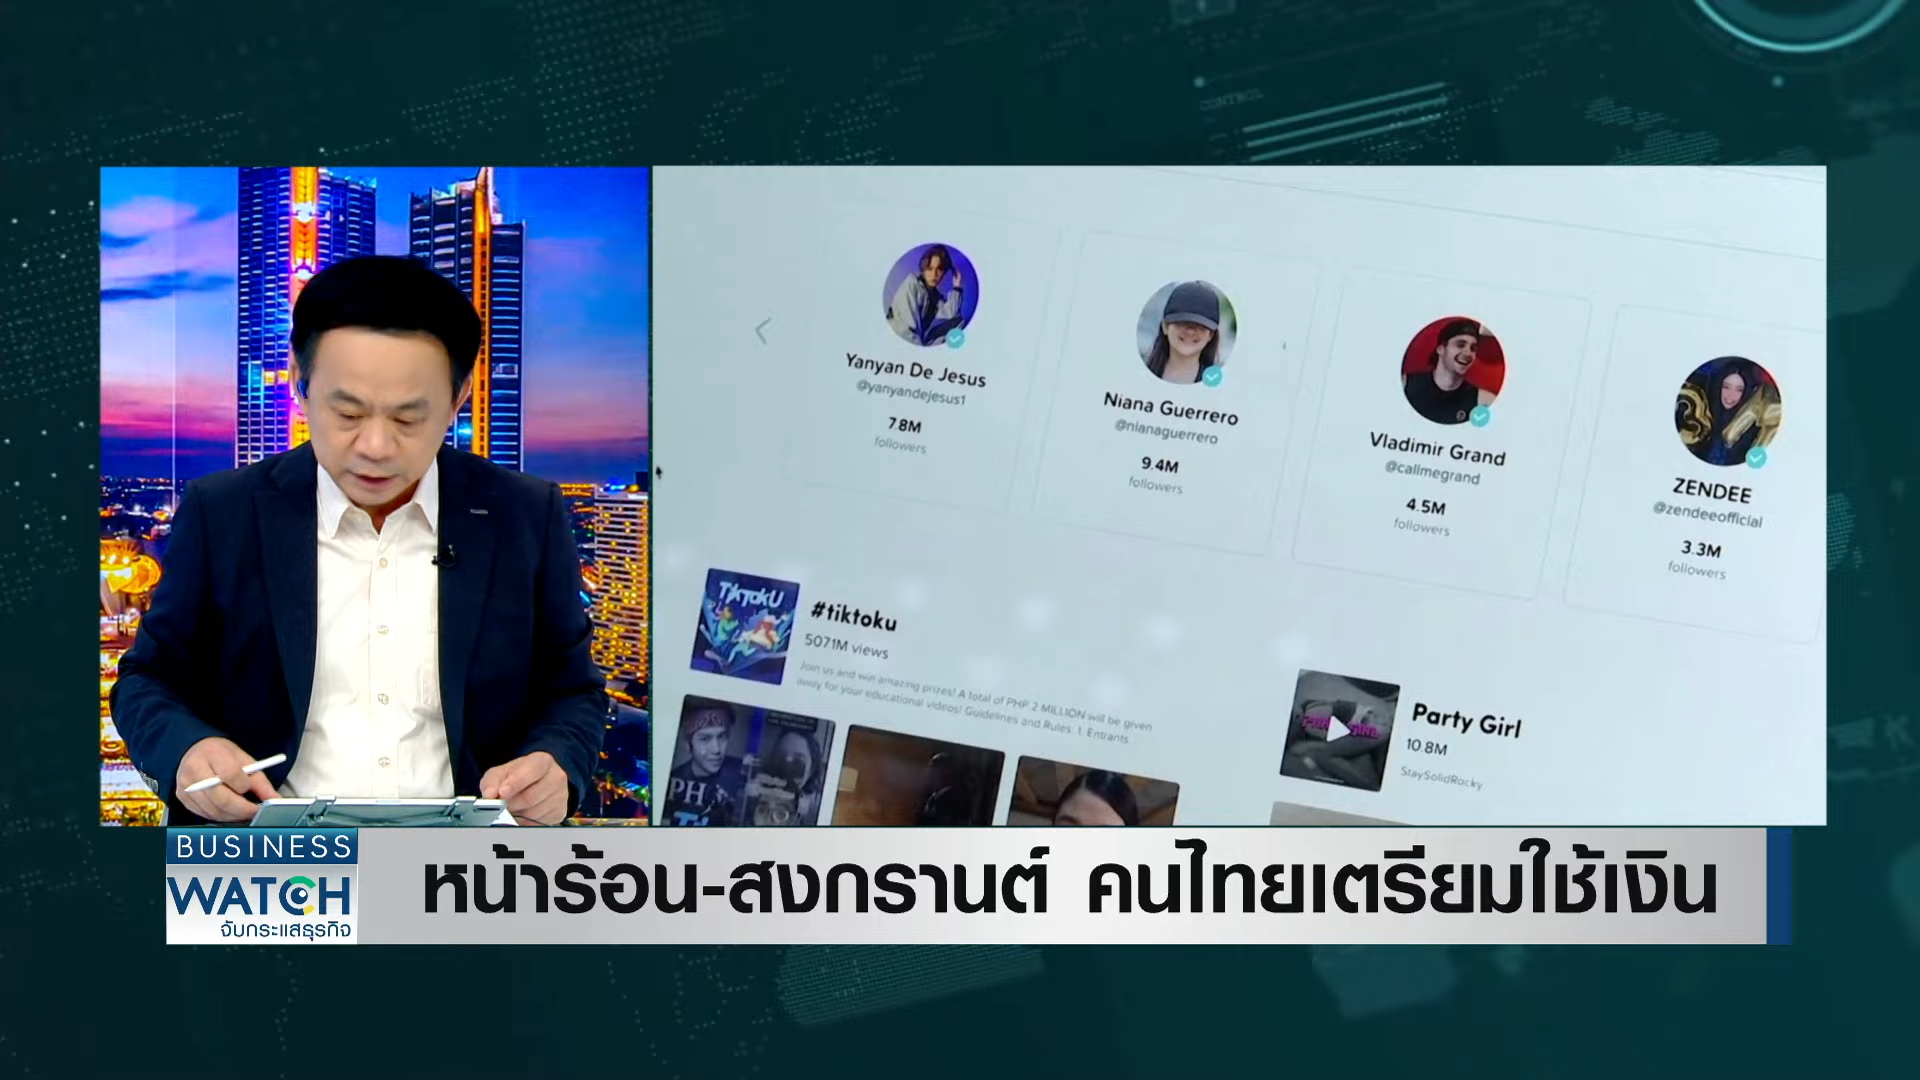 CONTROL
Yanyan De Jesus
@yanyandejesus1
7.8M
followers
Niana Guerrero
@nianaguerrero
9.4M
followers
Vladimir Grand
@callmegrand
4.5M
followers
ZENDEE
@zendeeofficial
3.3M
followers
TikTokU
#tiktoku
5071M views
Join us and win amazing prizes! A total of PHP 2 MILLION will be given
away for your educational videos! Guidelines and Rules: 1. Entrants
PH
Party Girl
10.8M
StaySolidRocky
BUSINESS
WATCH
จับกระแสธุรกิจ
หน้าร้อน-สงกรานต์ คนไทยเตรียมใช้เงิน